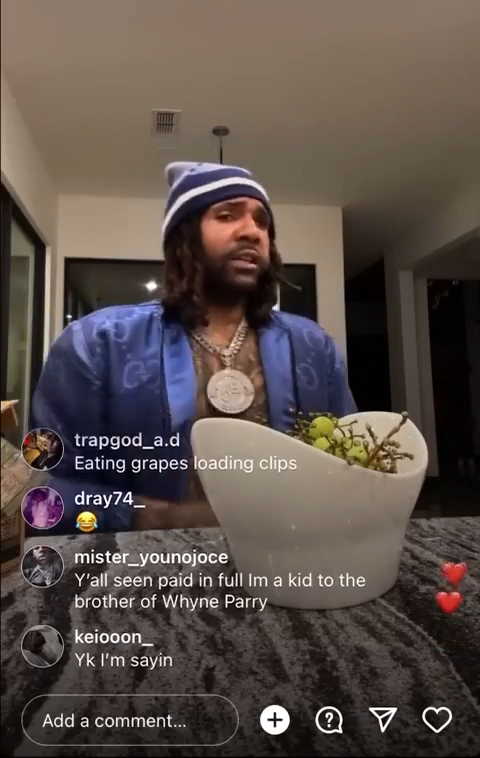 trapgod_a.d
Eating grapes loading clips
dray74_
😂
mister_younojoce
Y'all seen paid in full Im a kid to the
brother of Whyne Parry
keiooon_
Yk I'm sayin
Add a comment...